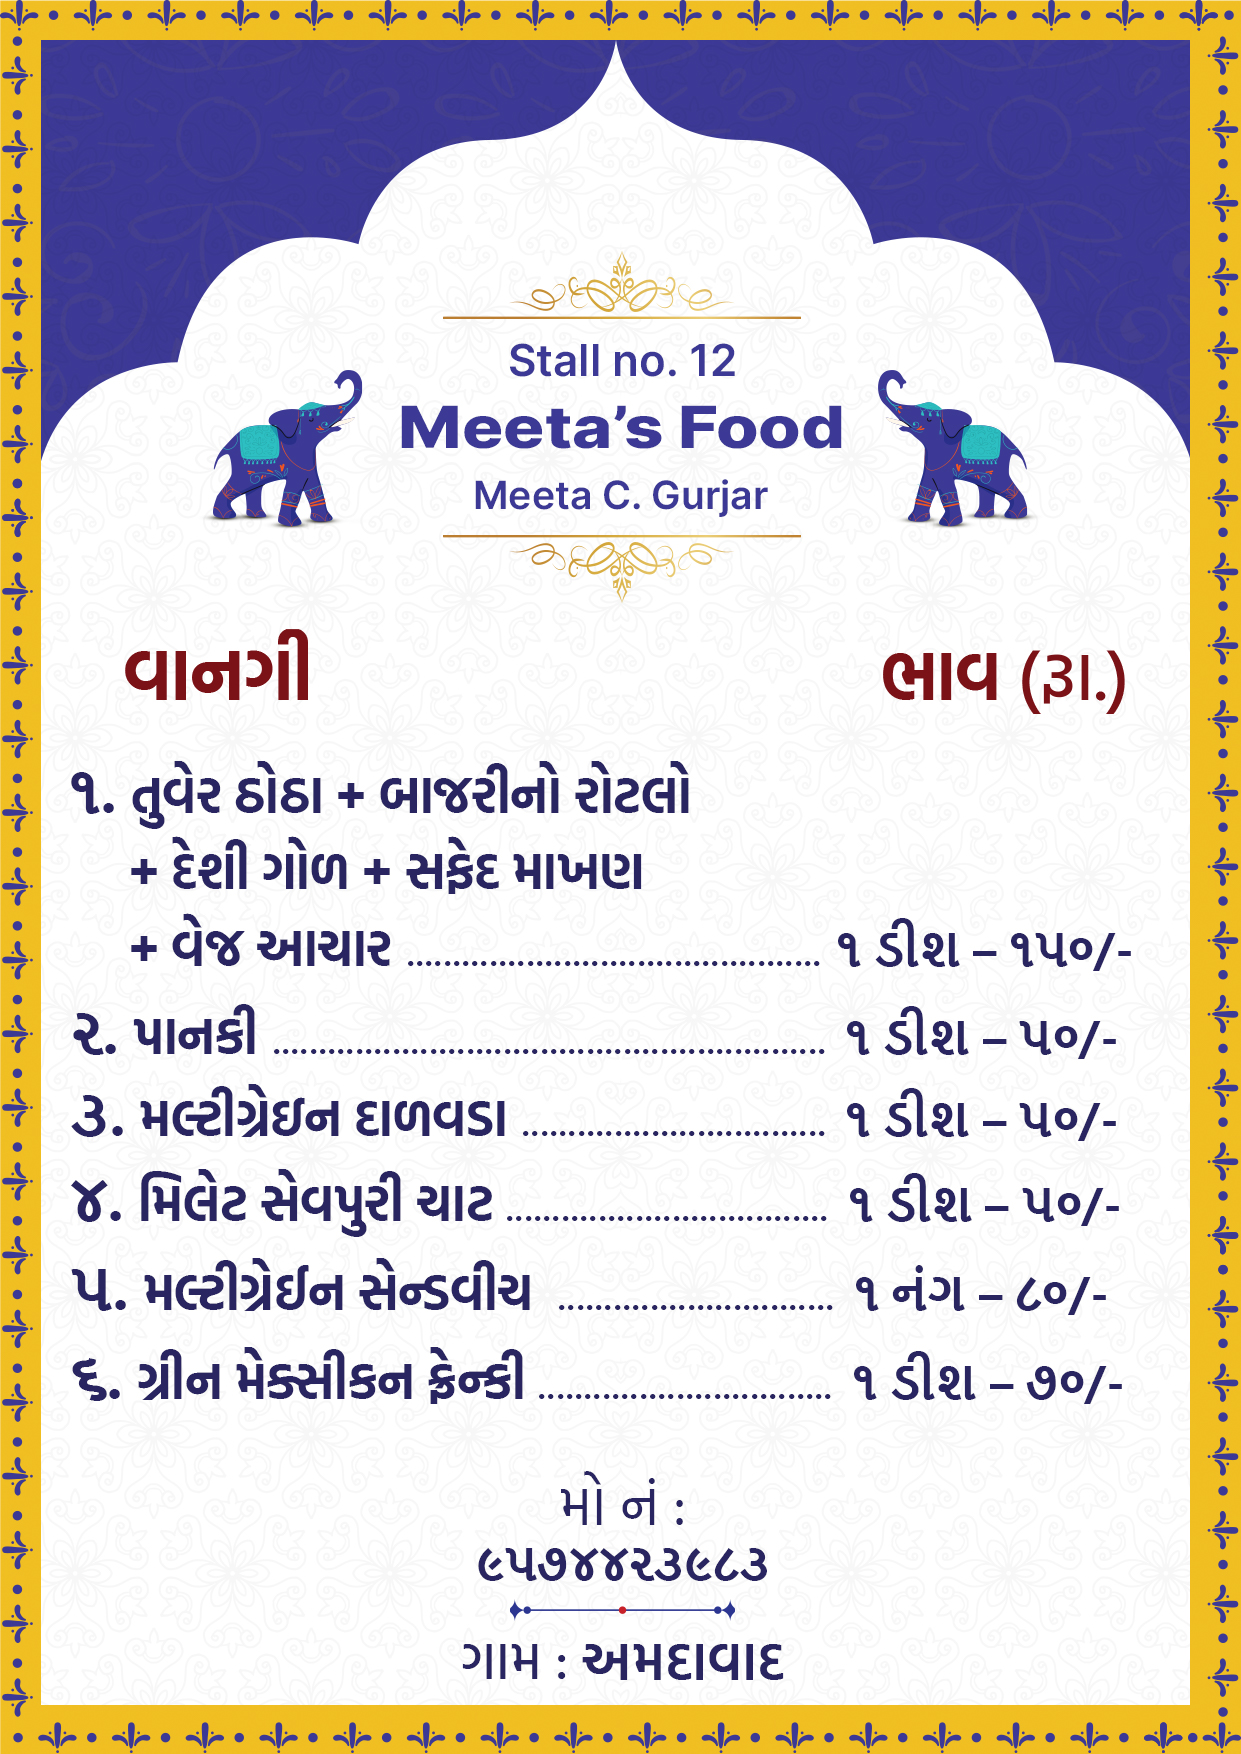 Stall no. 12
Meeta's Food
Meeta C. Gurjar
વાનગી ભાવ (રૂા.)
૧. તુવેર ઠોઠા + બાજરીનો રોટલો
+ દેશી ગોળ + સફેદ માખણ
+ વેજ આચાર ............................................. ૧ ડીશ – ૧૫૦/-
૨. પાનકી ............................................................ ૧ ડીશ – ૫૦/-
૩. મલ્ટીગ્રેઇન દાળવડા ................................. ૧ ડીશ – ૫૦/-
૪. મિલેટ સેવપુરી ચાટ ................................... ૧ ડીશ – ૫૦/-
૫. મલ્ટીગ્રેઈન સેન્ડવીચ .............................. ૧ નંગ – ૮૦/-
૬. ગ્રીન મેક્સીકન ફ્રેન્કી ................................ ૧ ડીશ – ૭૦/-
મો નં :
૯૫૭૪૪૨૩૯૮૩
ગામ : અમદાવાદ